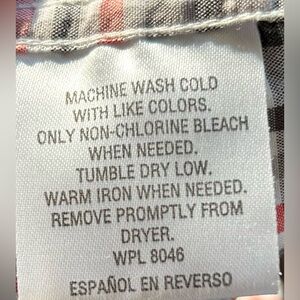 MACHINE WASH COLD
WITH LIKE COLORS.
ONLY NON-CHLORINE BLEACH
WHEN NEEDED.
TUMBLE DRY LOW.
WARM IRON WHEN NEEDED.
REMOVE PROMPTLY FROM
DRYER.
WPL 8046
ESPAÑOL EN REVERSO